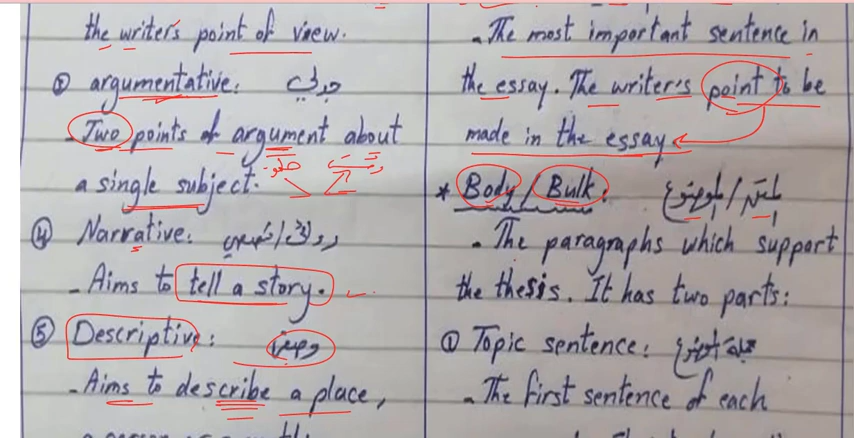 the writer's point of view.
③ argumentative: جدلي
- Two points of argument about
a single subject.
④ Narrative: روائي/قصصي
- Aims to tell a story.
⑤ Descriptive: وصفي
- Aims to describe a place,
- The most important sentence in
the essay. The writer's point to be
made in the essay
* Body / Bulk: المتن/الموضوع
- The paragraphs which support
the thesis. It has two parts:
① Topic sentence: جملة الموضوع
- The first sentence of each